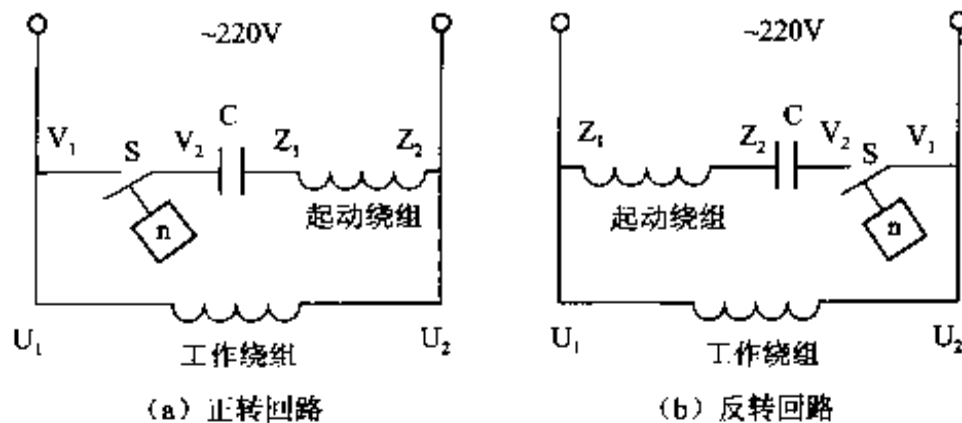 ~220V
~220V
V₁ S V₂ C Z₁ Z₂
Z₁ Z₂ C V₂ S V₁
起动绕组
起动绕组
n
n
U₁ U₂
U₁ U₂
工作绕组
工作绕组
(a) 正转回路
(b) 反转回路